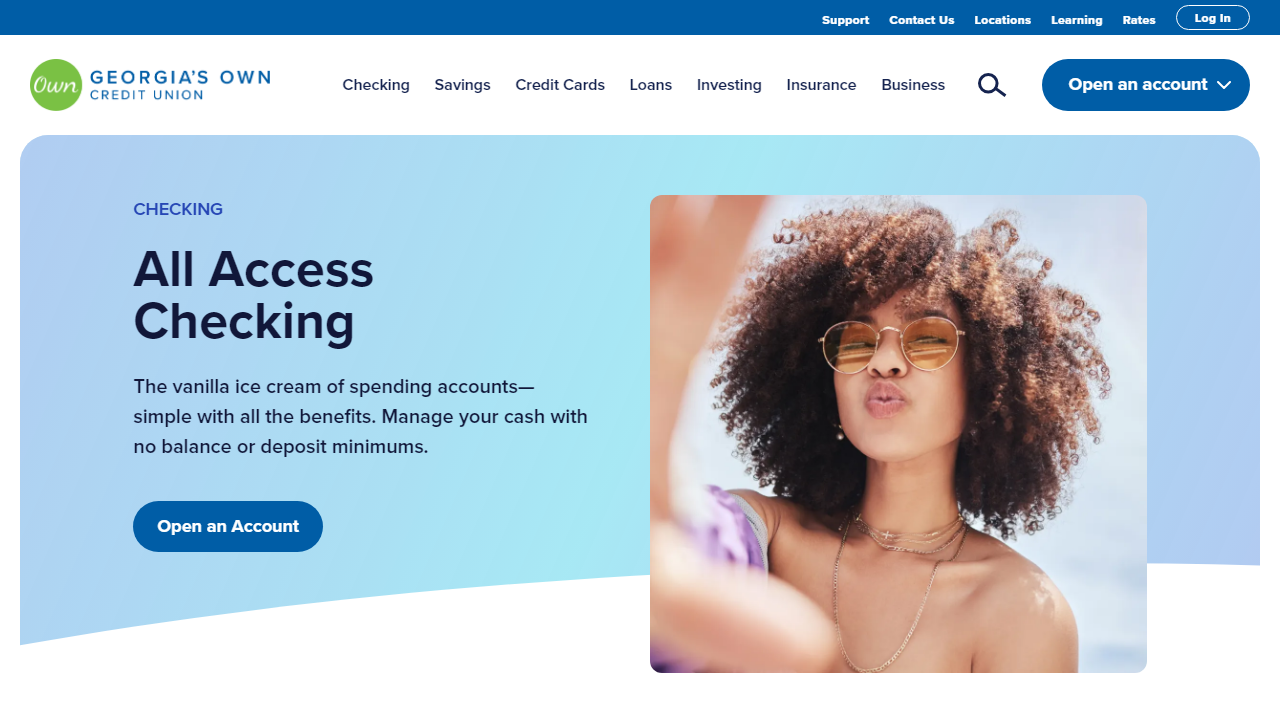 Support Contact Us Locations Learning Rates Log In
Own GEORGIA'S OWN
CREDIT UNION
Checking Savings Credit Cards Loans Investing Insurance Business
Open an account
CHECKING
All Access
Checking
The vanilla ice cream of spending accounts—
simple with all the benefits. Manage your cash with
no balance or deposit minimums.
Open an Account